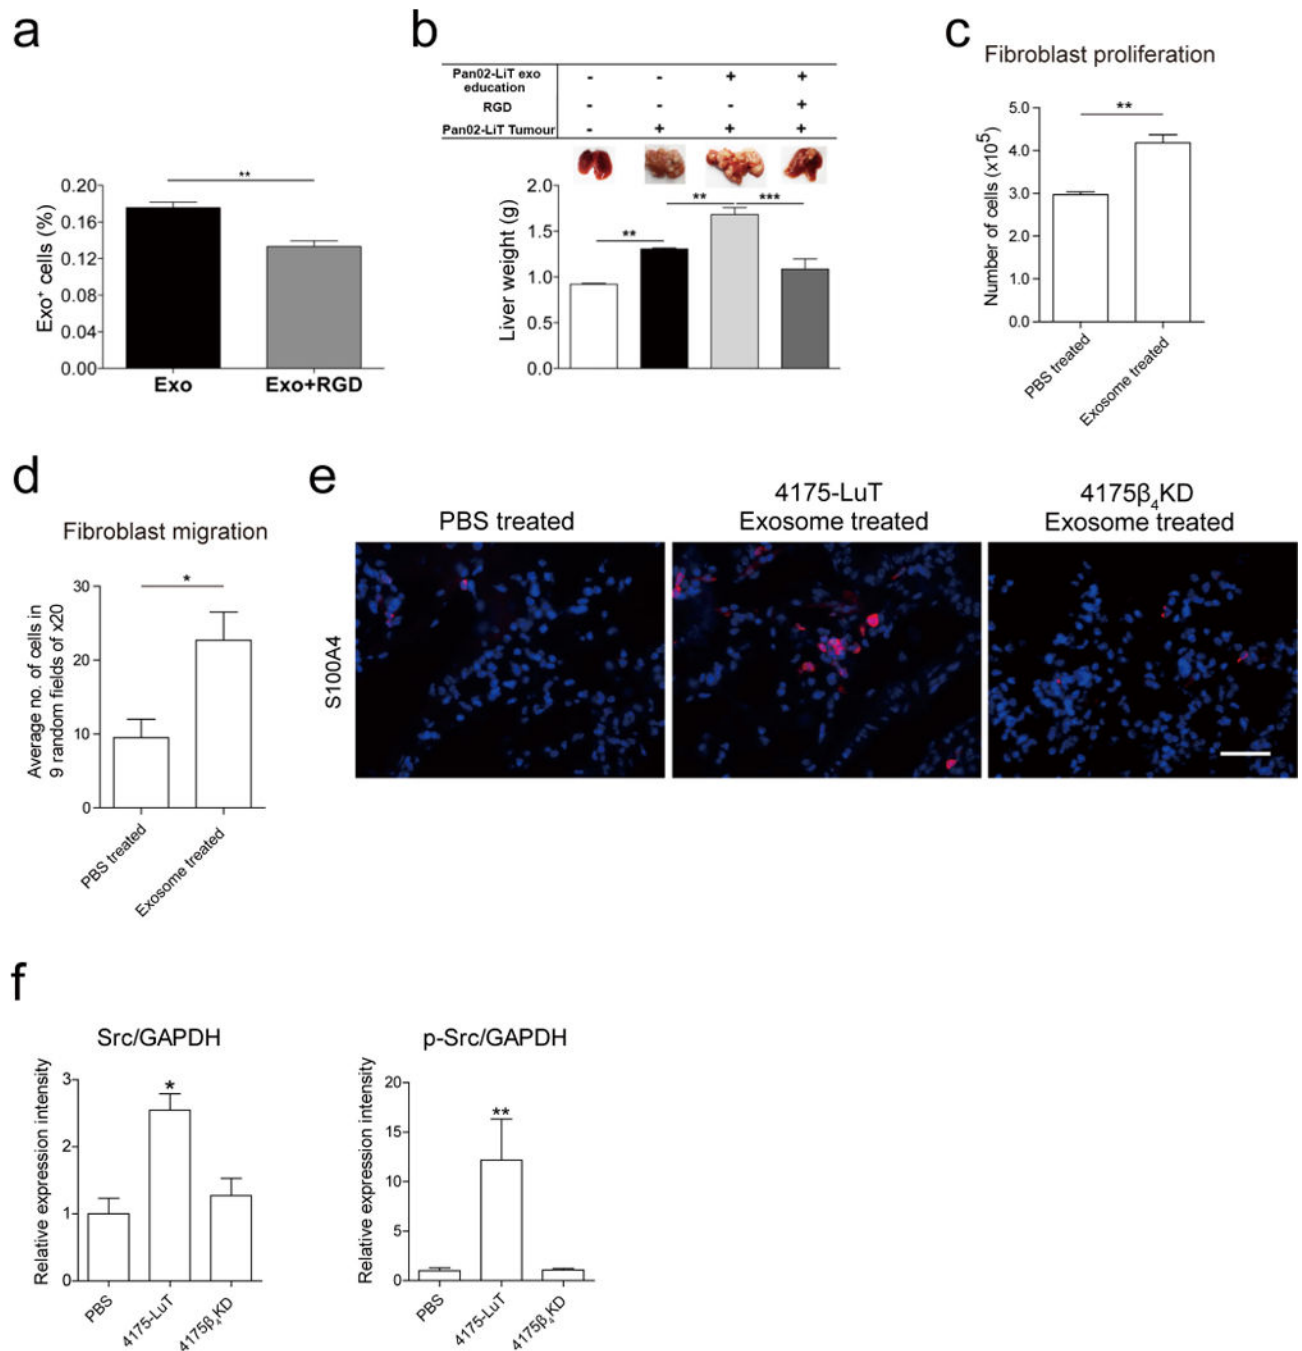 a
**
0.20
0.16
0.12
0.08
0.04
0.00
Exo⁺ cells (%)
Exo Exo+RGD
b
Pan02-LiT exo education - - + +
RGD - - - +
Pan02-LiT Tumour - + + +
2.0
1.5
1.0
0.5
0.0
Liver weight (g)
** ** ***
c
Fibroblast proliferation
**
5.0
4.0
3.0
2.0
1.0
0.0
Number of cells (x10⁵)
PBS treated
Exosome treated
d
Fibroblast migration
*
30
20
10
0
Average no. of cells in
9 random fields of x20
PBS treated
Exosome treated
e
PBS treated
4175-LuT
Exosome treated
4175β₄KD
Exosome treated
S100A4
f
Src/GAPDH
*
3
2
1
0
Relative expression intensity
PBS
4175-LuT
4175β₄KD
p-Src/GAPDH
**
20
15
10
5
0
Relative expression intensity
PBS
4175-LuT
4175β₄KD